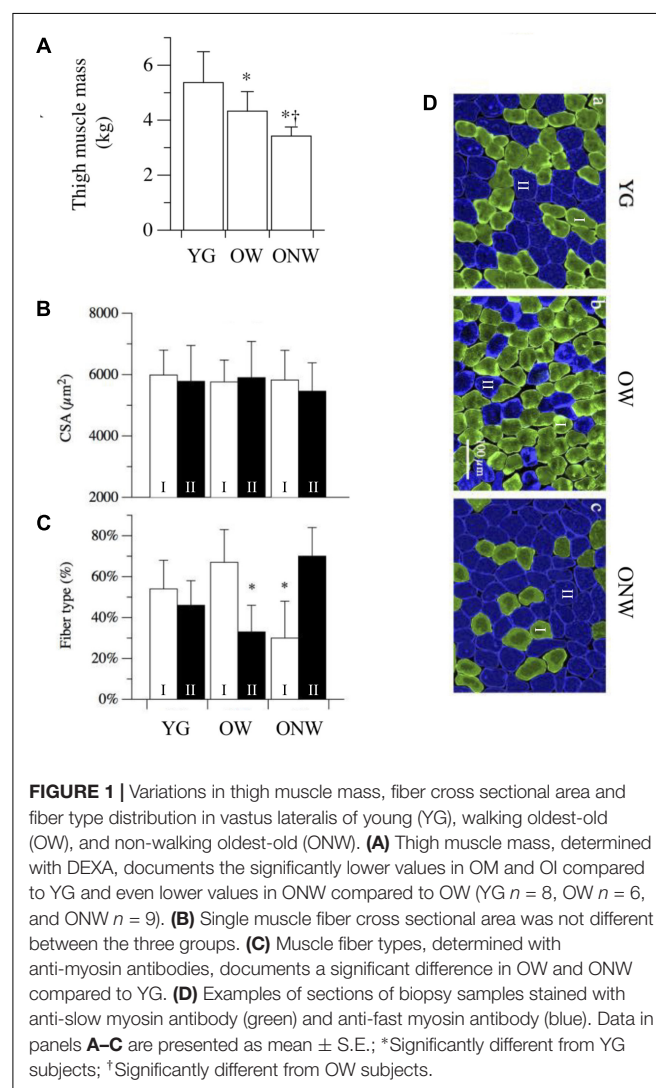 A
6
4
2
0
Thigh muscle mass
(kg)
*
*†
YG OW ONW
B
8000
6000
4000
2000
CSA (µm²)
I II I II I II
C
80%
60%
40%
20%
0%
Fiber type (%)
* *
I II I II I II
YG OW ONW
D
a
II
I
YG
b
II
I
100 µm
OW
c
II
I
ONW
FIGURE 1 | Variations in thigh muscle mass, fiber cross sectional area and
fiber type distribution in vastus lateralis of young (YG), walking oldest-old
(OW), and non-walking oldest-old (ONW). (A) Thigh muscle mass, determined
with DEXA, documents the significantly lower values in OM and OI compared
to YG and even lower values in ONW compared to OW (YG n = 8, OW n = 6,
and ONW n = 9). (B) Single muscle fiber cross sectional area was not different
between the three groups. (C) Muscle fiber types, determined with
anti-myosin antibodies, documents a significant difference in OW and ONW
compared to YG. (D) Examples of sections of biopsy samples stained with
anti-slow myosin antibody (green) and anti-fast myosin antibody (blue). Data in
panels A–C are presented as mean ± S.E.; *Significantly different from YG
subjects; †Significantly different from OW subjects.